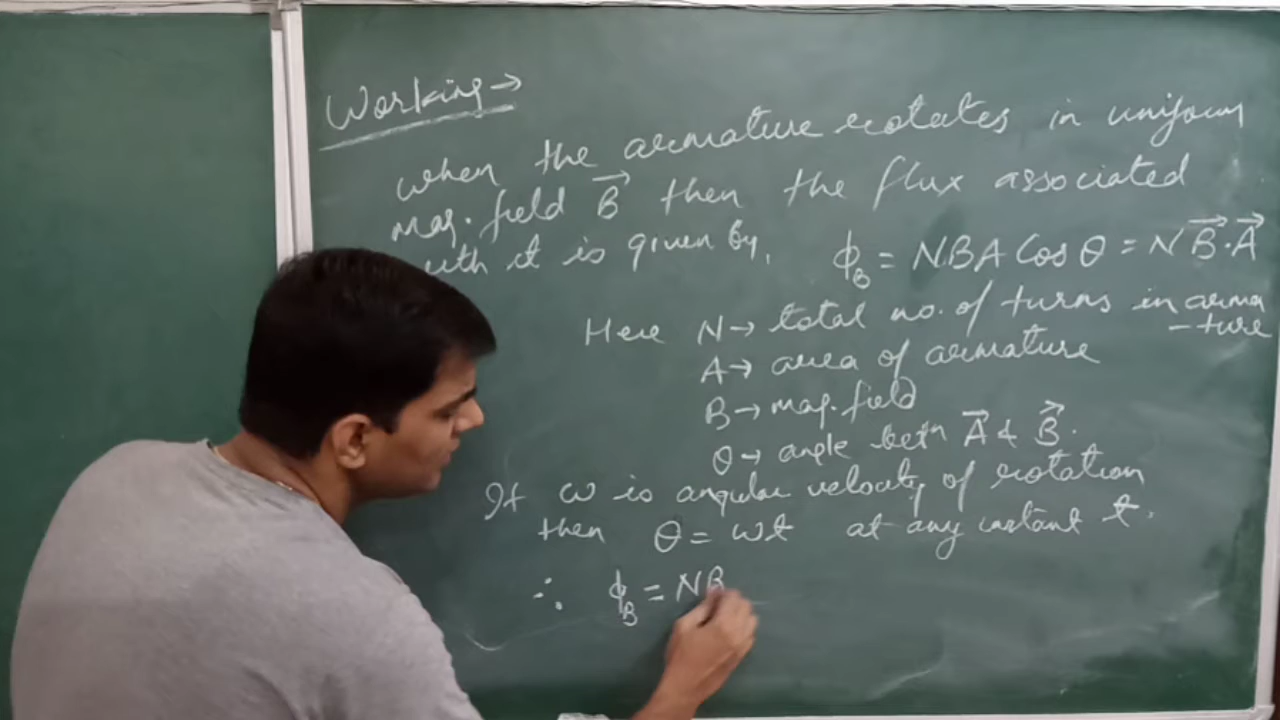 Working →
when the armature rotates in uniform
mag. field B⃗ then the flux associated
with it is given by,
ϕ_B = NBA Cos θ = N B⃗·A⃗
Here N → total no. of turns in arma
-ture
A → area of armature
B → mag. field
θ → angle betn A⃗ & B⃗.
If ω is angular velocity of rotation
then θ = ωt at any instant t.
∴ ϕ_B = NB